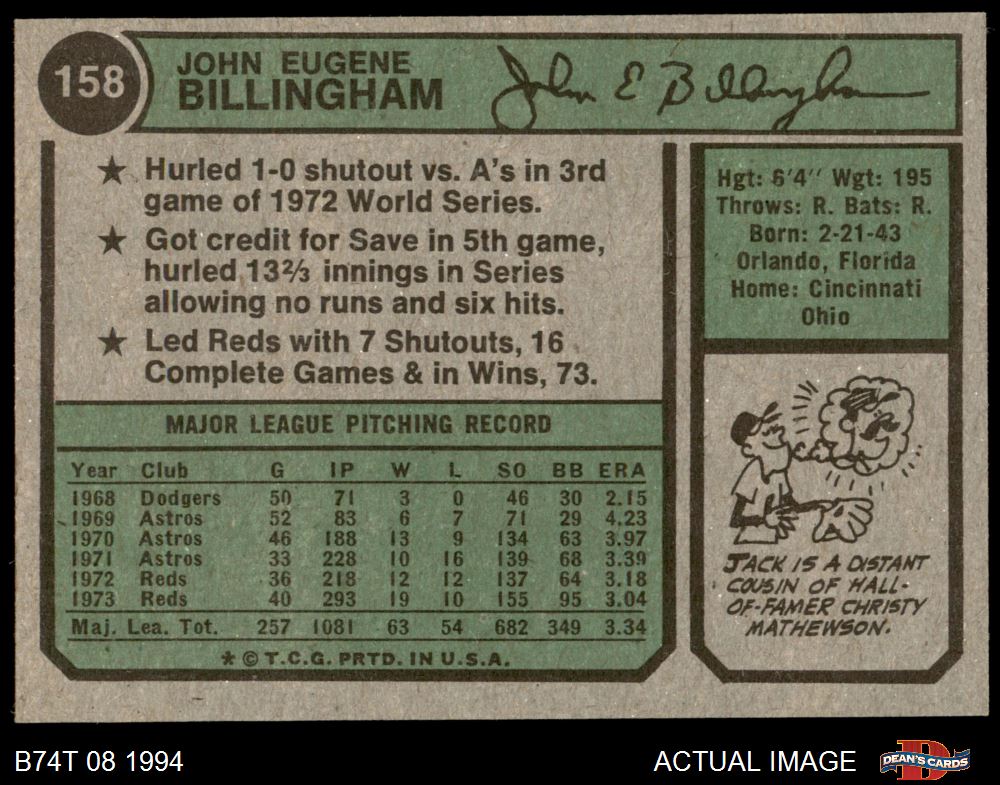 158
JOHN EUGENE
BILLINGHAM
John E Billingham
★ Hurled 1-0 shutout vs. A's in 3rd
game of 1972 World Series.
★ Got credit for Save in 5th game,
hurled 13⅔ innings in Series
allowing no runs and six hits.
★ Led Reds with 7 Shutouts, 16
Complete Games & in Wins, 73.
MAJOR LEAGUE PITCHING RECORD
Year Club G IP W L SO BB ERA
1968 Dodgers 50 71 3 0 46 30 2.15
1969 Astros 52 83 6 7 71 29 4.23
1970 Astros 46 188 13 9 134 63 3.97
1971 Astros 33 228 10 16 139 68 3.39
1972 Reds 36 218 12 12 137 64 3.18
1973 Reds 40 293 19 10 155 95 3.04
Maj. Lea. Tot. 257 1081 63 54 682 349 3.34
* © T.C.G. PRTD. IN U.S.A.
Hgt: 6'4'' Wgt: 195
Throws: R. Bats: R.
Born: 2-21-43
Orlando, Florida
Home: Cincinnati
Ohio
JACK IS A DISTANT
COUSIN OF HALL-
OF-FAMER CHRISTY
MATHEWSON.
B74T 08 1994
ACTUAL IMAGE
DEAN'S CARDS